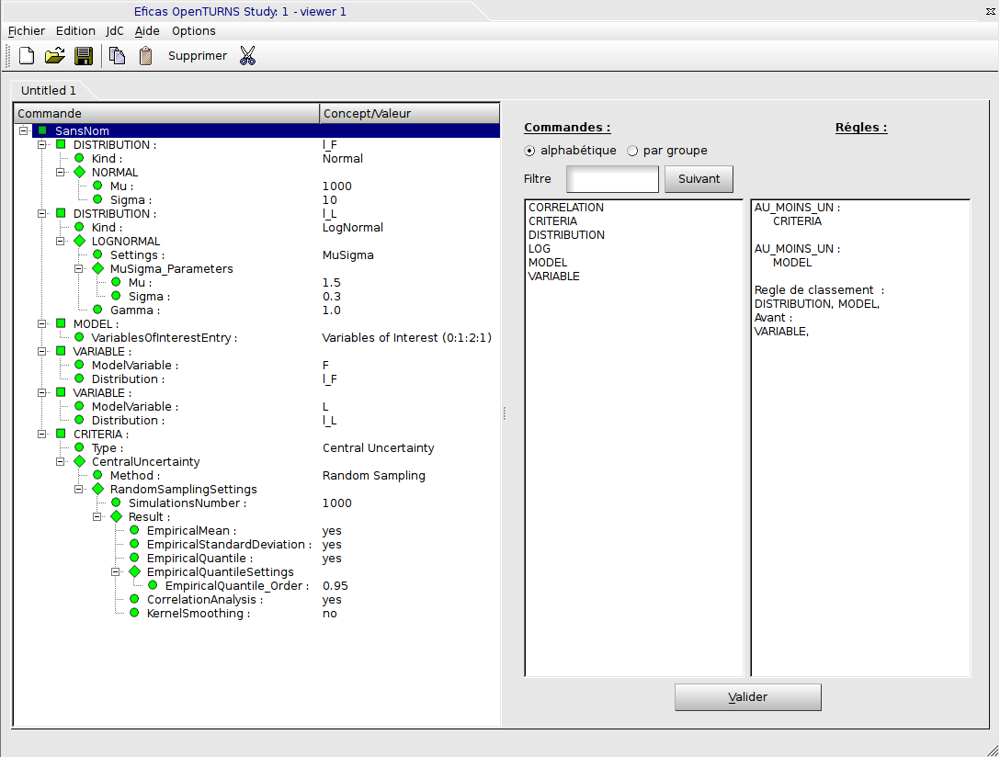 Eficas OpenTURNS Study: 1 - viewer 1
Fichier Edition JdC Aide Options
Supprimer
Untitled 1
Commande Concept/Valeur
SansNom
DISTRIBUTION : l_F
Kind : Normal
NORMAL
Mu : 1000
Sigma : 10
DISTRIBUTION : l_L
Kind : LogNormal
LOGNORMAL
Settings : MuSigma
MuSigma_Parameters
Mu : 1.5
Sigma : 0.3
Gamma : 1.0
MODEL :
VariablesOfInterestEntry : Variables of Interest (0:1:2:1)
VARIABLE :
ModelVariable : F
Distribution : l_F
VARIABLE :
ModelVariable : L
Distribution : l_L
CRITERIA :
Type : Central Uncertainty
CentralUncertainty
Method : Random Sampling
RandomSamplingSettings
SimulationsNumber : 1000
Result :
EmpiricalMean : yes
EmpiricalStandardDeviation : yes
EmpiricalQuantile : yes
EmpiricalQuantileSettings
EmpiricalQuantile_Order : 0.95
CorrelationAnalysis : yes
KernelSmoothing : no
Commandes :
alphabétique par groupe
Filtre Suivant
CORRELATION
CRITERIA
DISTRIBUTION
LOG
MODEL
VARIABLE
Régles :
AU_MOINS_UN :
CRITERIA
AU_MOINS_UN :
MODEL
Regle de classement :
DISTRIBUTION, MODEL,
Avant :
VARIABLE,
Valider